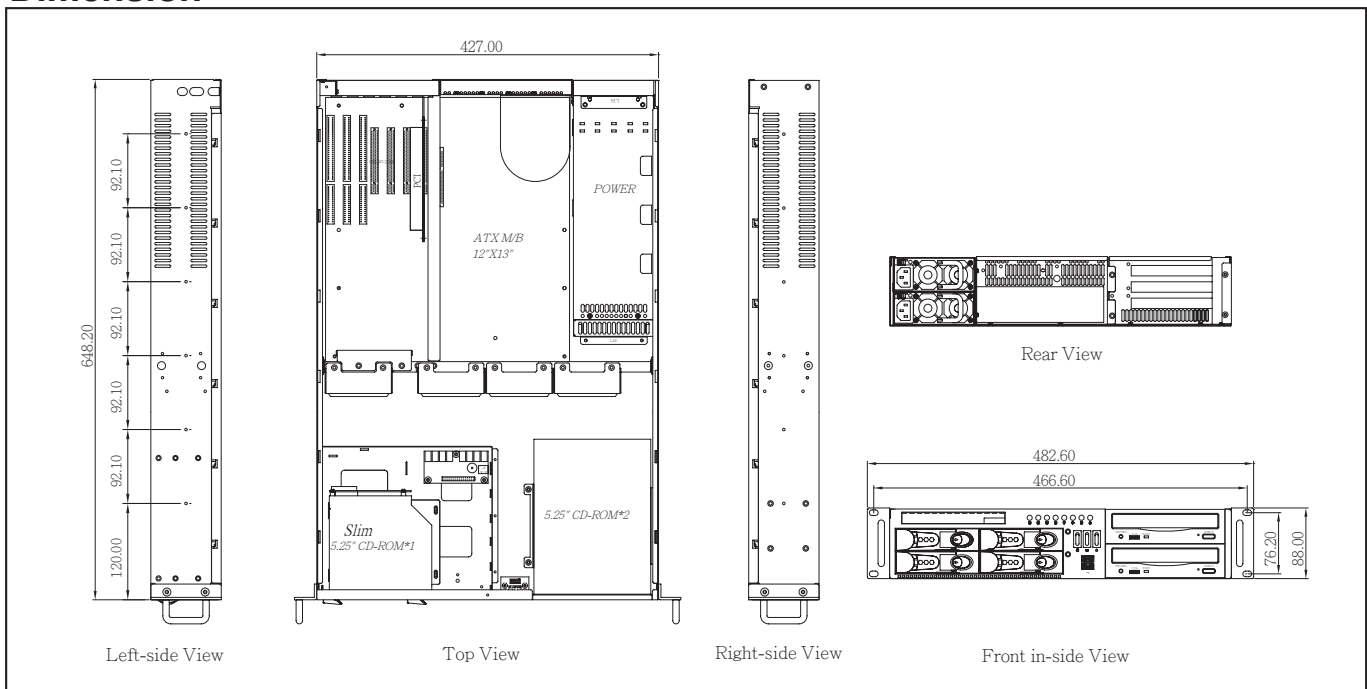 Dimension
427.00
648.20
92.10
92.10
92.10
92.10
92.10
120.00
PCI
POWER
ATX M/B
12"X13"
Slim
5.25" CD-ROM*1
5.25" CD-ROM*2
Rear View
482.60
466.60
76.20
88.00
Left-side View
Top View
Right-side View
Front in-side View